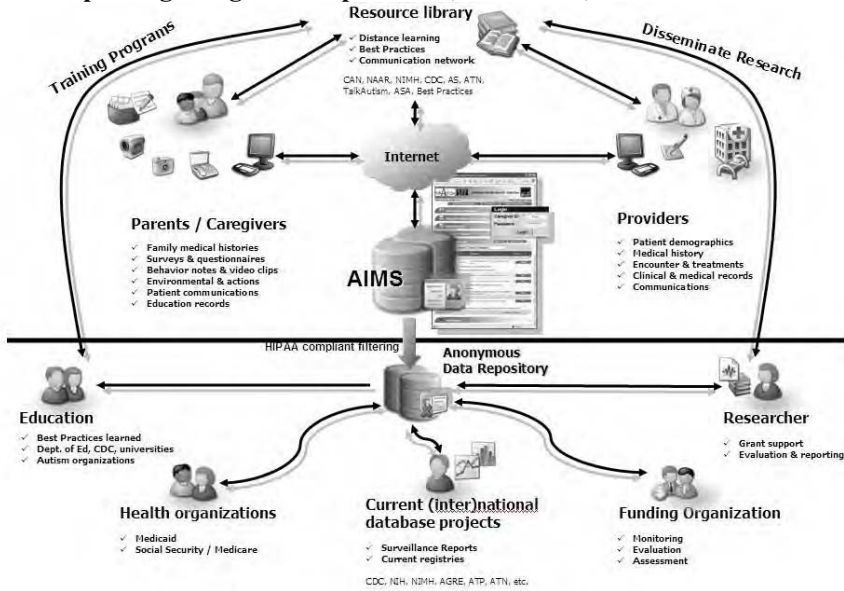 Resource library
✓ Distance learning
✓ Best Practices
✓ Communication network
CAN, NAAR, NIMH, CDC, AS, ATN,
TalkAutism, ASA, Best Practices
Training Programs
Disseminate Research
Internet
Parents / Caregivers
✓ Family medical histories
✓ Surveys & questionnaires
✓ Behavior notes & video clips
✓ Environmental & actions
✓ Patient communications
✓ Education records
AIMS
Login
Caregiver ID
Password
Login
Providers
✓ Patient demographics
✓ Medical history
✓ Encounter & treatments
✓ Clinical & medical records
✓ Communications
HIPAA compliant filtering
Anonymous
Data Repository
Education
✓ Best Practices learned
✓ Dept. of Ed, CDC, universities
✓ Autism organizations
Researcher
✓ Grant support
✓ Evaluation & reporting
Health organizations
✓ Medicaid
✓ Social Security / Medicare
Current (inter)national
database projects
✓ Surveillance Reports
✓ Current registries
CDC, NIH, NIMH, AGRE, ATP, ATN, etc.
Funding Organization
✓ Monitoring
✓ Evaluation
✓ Assessment